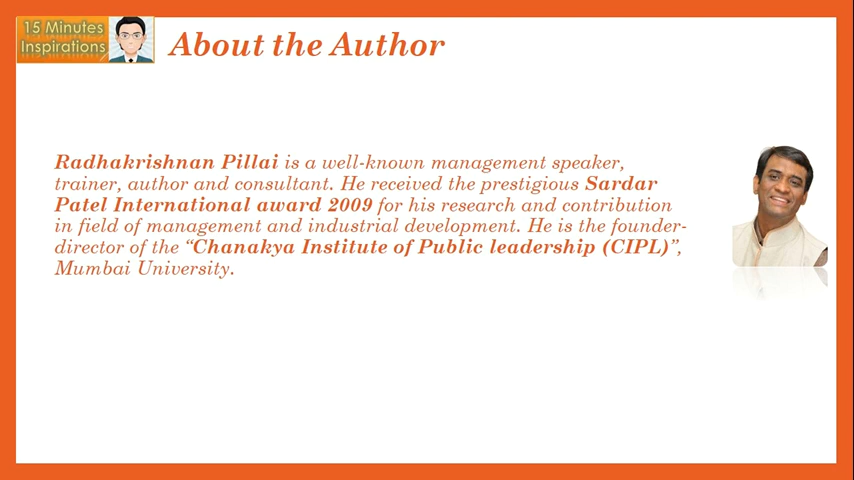 15 Minutes
Inspirations
About the Author
Radhakrishnan Pillai is a well-known management speaker,
trainer, author and consultant. He received the prestigious Sardar
Patel International award 2009 for his research and contribution
in field of management and industrial development. He is the founder-
director of the “Chanakya Institute of Public leadership (CIPL)”,
Mumbai University.